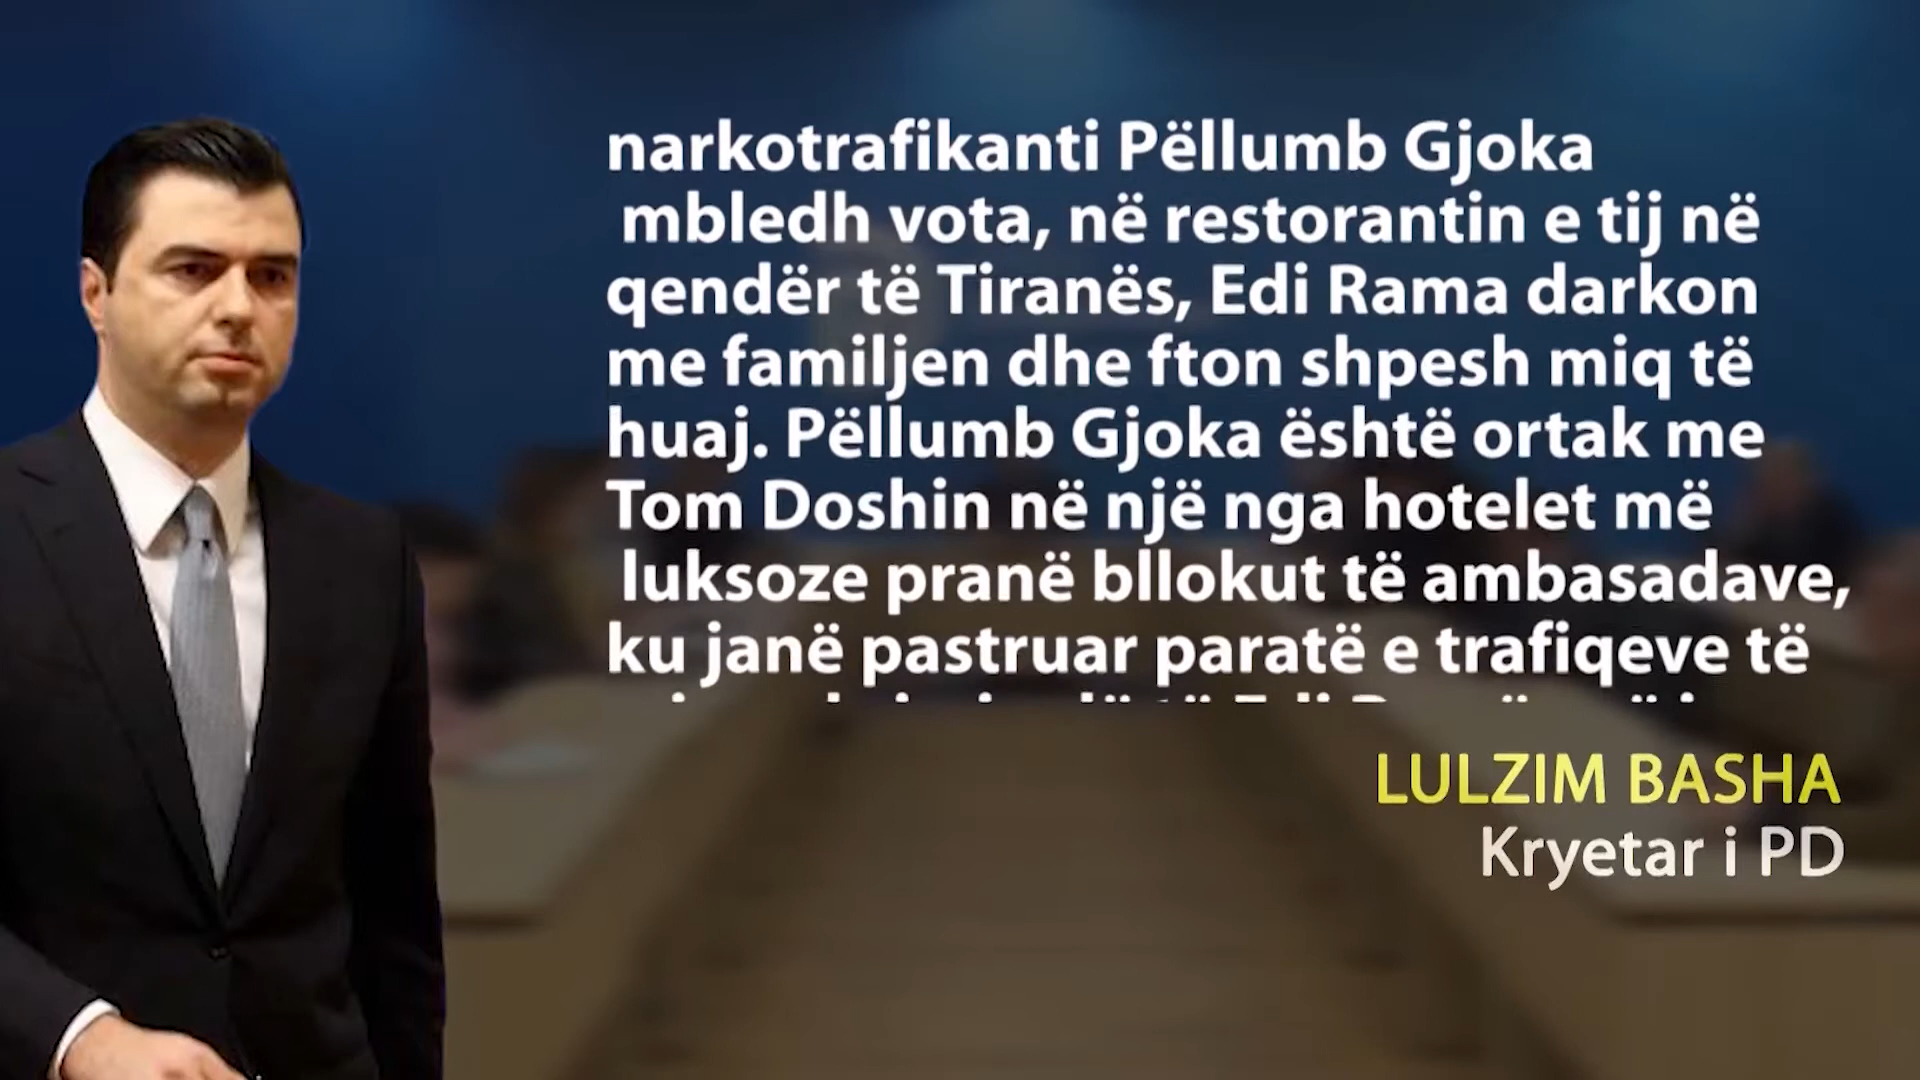 narkotrafikanti Pëllumb Gjoka
mbledh vota, në restorantin e tij në
qendër të Tiranës, Edi Rama darkon
me familjen dhe fton shpesh miq të
huaj. Pëllumb Gjoka është ortak me
Tom Doshin në një nga hotelet më
luksoze pranë bllokut të ambasadave,
ku janë pastruar paratë e trafiqeve të
LULZIM BASHA
Kryetar i PD